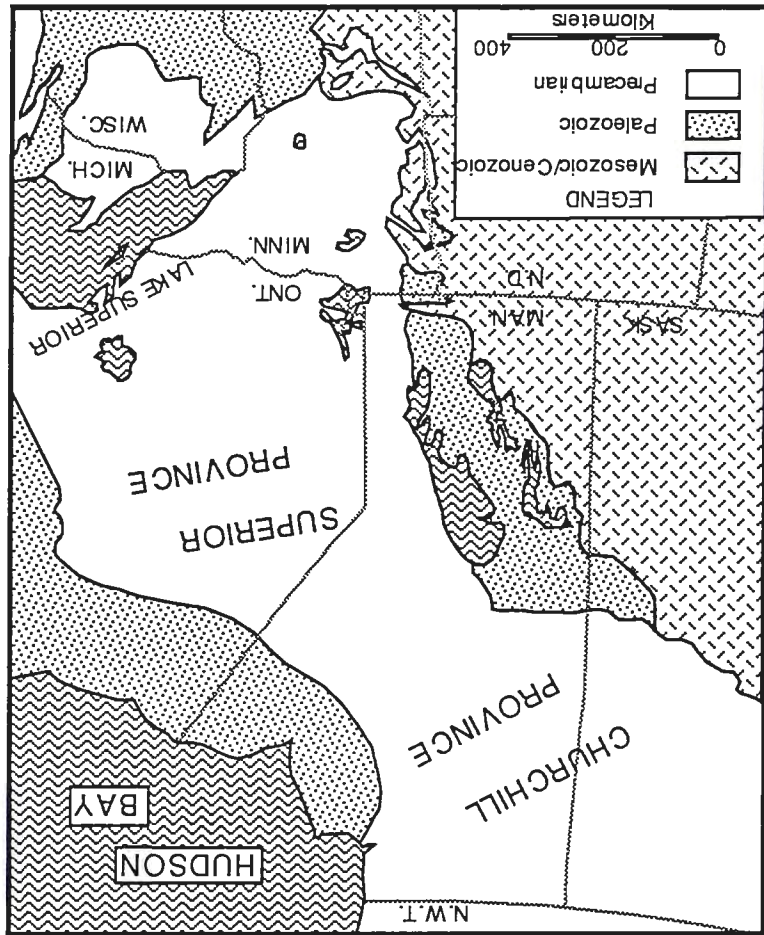 N.W.T.
HUDSON
BAY
CHURCHILL
PROVINCE
SUPERIOR
PROVINCE
SASK
MAN.
N.D.
ONT.
LAKE SUPERIOR
MINN.
MICH.
WISC.
LEGEND
Mesozoic/Cenozoic
Paleozoic
Precambrian
0 200 400
Kilometers